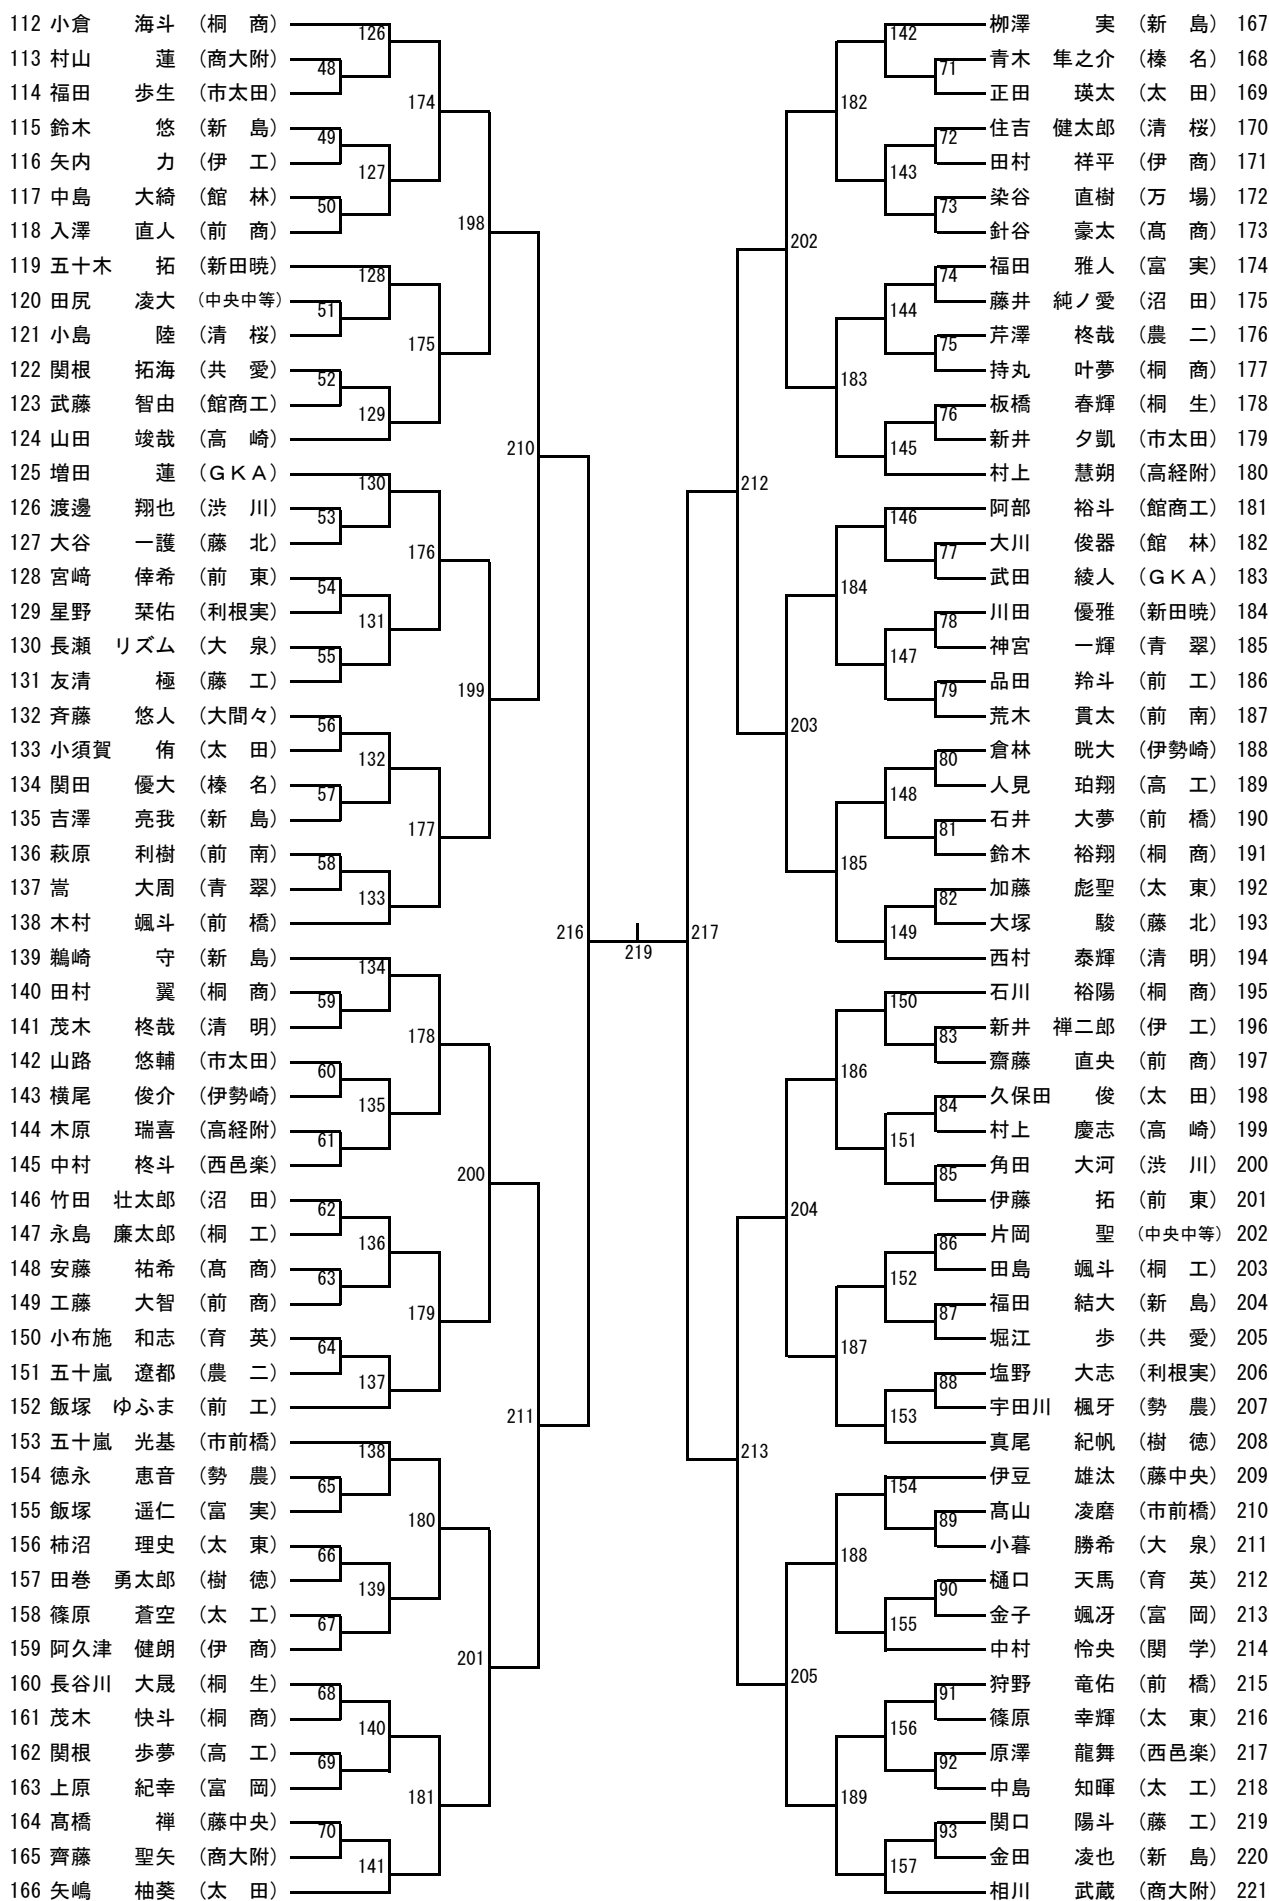 112 小倉 海斗 （桐 商）
113 村山 蓮 （商大附）
114 福田 歩生 （市太田）
115 鈴木 悠 （新 島）
116 矢内 力 （伊 工）
117 中島 大綺 （館 林）
118 入澤 直人 （前 商）
119 五十木 拓 （新田暁）
120 田尻 凌大 （中央中等）
121 小島 陸 （清 桜）
122 関根 拓海 （共 愛）
123 武藤 智由 （館商工）
124 山田 竣哉 （高 崎）
125 増田 蓮 （ＧＫＡ）
126 渡邊 翔也 （渋 川）
127 大谷 一護 （藤 北）
128 宮﨑 倖希 （前 東）
129 星野 栞佑 （利根実）
130 長瀬 リズム （大 泉）
131 友清 極 （藤 工）
132 斉藤 悠人 （大間々）
133 小須賀 侑 （太 田）
134 関田 優大 （榛 名）
135 吉澤 亮我 （新 島）
136 萩原 利樹 （前 南）
137 嵩 大周 （青 翠）
138 木村 颯斗 （前 橋）
139 鵜崎 守 （新 島）
140 田村 翼 （桐 商）
141 茂木 柊哉 （清 明）
142 山路 悠輔 （市太田）
143 横尾 俊介 （伊勢崎）
144 木原 瑞喜 （高経附）
145 中村 柊斗 （西邑楽）
146 竹田 壮太郎 （沼 田）
147 永島 廉太郎 （桐 工）
148 安藤 祐希 （髙 商）
149 工藤 大智 （前 商）
150 小布施 和志 （育 英）
151 五十嵐 遼都 （農 二）
152 飯塚 ゆふま （前 工）
153 五十嵐 光基 （市前橋）
154 徳永 恵音 （勢 農）
155 飯塚 遥仁 （富 実）
156 柿沼 理史 （太 東）
157 田巻 勇太郎 （樹 徳）
158 篠原 蒼空 （太 工）
159 阿久津 健朗 （伊 商）
160 長谷川 大晟 （桐 生）
161 茂木 快斗 （桐 商）
162 関根 歩夢 （高 工）
163 上原 紀幸 （富 岡）
164 髙橋 禅 （藤中央）
165 齊藤 聖矢 （商大附）
166 矢嶋 柚葵 （太 田）
126
48
174
49
127
50
198
128
51
175
52
129
210
130
53
176
54
131
55
199
56
132
57
177
58
133
216
134
59
178
60
135
61
200
62
136
63
179
64
137
211
138
65
180
66
139
67
201
68
140
69
181
70
141
219
217
142
71
182
72
143
73
202
74
144
75
183
76
145
212
146
77
184
78
147
79
203
80
148
81
185
82
149
150
83
186
84
151
85
204
86
152
87
187
88
153
213
154
89
188
90
155
205
91
156
92
189
93
157
栁澤 実 （新 島） 167
青木 隼之介 （榛 名） 168
正田 瑛太 （太 田） 169
住吉 健太郎 （清 桜） 170
田村 祥平 （伊 商） 171
染谷 直樹 （万 場） 172
針谷 豪太 （髙 商） 173
福田 雅人 （富 実） 174
藤井 純ノ愛 （沼 田） 175
芹澤 柊哉 （農 二） 176
持丸 叶夢 （桐 商） 177
板橋 春輝 （桐 生） 178
新井 夕凱 （市太田） 179
村上 慧朔 （高経附） 180
阿部 裕斗 （館商工） 181
大川 俊器 （館 林） 182
武田 綾人 （ＧＫＡ） 183
川田 優雅 （新田暁） 184
神宮 一輝 （青 翠） 185
品田 羚斗 （前 工） 186
荒木 貫太 （前 南） 187
倉林 晄大 （伊勢崎） 188
人見 珀翔 （高 工） 189
石井 大夢 （前 橋） 190
鈴木 裕翔 （桐 商） 191
加藤 彪聖 （太 東） 192
大塚 駿 （藤 北） 193
西村 泰輝 （清 明） 194
石川 裕陽 （桐 商） 195
新井 禅二郎 （伊 工） 196
齋藤 直央 （前 商） 197
久保田 俊 （太 田） 198
村上 慶志 （高 崎） 199
角田 大河 （渋 川） 200
伊藤 拓 （前 東） 201
片岡 聖 （中央中等） 202
田島 颯斗 （桐 工） 203
福田 結大 （新 島） 204
堀江 歩 （共 愛） 205
塩野 大志 （利根実） 206
宇田川 楓牙 （勢 農） 207
真尾 紀帆 （樹 徳） 208
伊豆 雄汰 （藤中央） 209
髙山 凌磨 （市前橋） 210
小暮 勝希 （大 泉） 211
樋口 天馬 （育 英） 212
金子 颯冴 （富 岡） 213
中村 怜央 （関 学） 214
狩野 竜佑 （前 橋） 215
篠原 幸輝 （太 東） 216
原澤 龍舞 （西邑楽） 217
中島 知暉 （太 工） 218
関口 陽斗 （藤 工） 219
金田 凌也 （新 島） 220
相川 武蔵 （商大附） 221